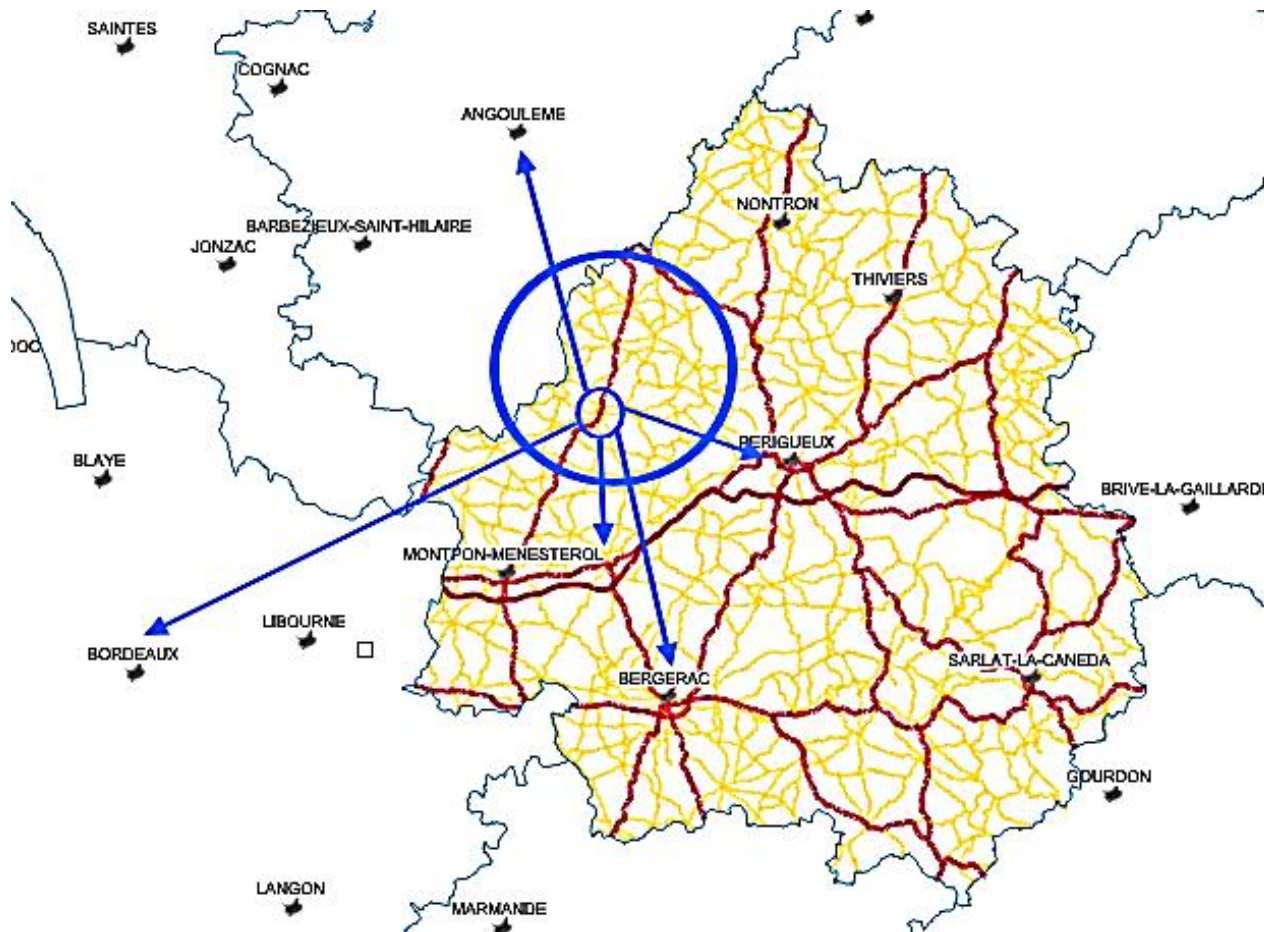 SAINTES
COGNAC
ANGOULEME
NONTRON
BARBEZIEUX-SAINT-HILAIRE
JONZAC
THIVIERS
PERIGUEUX
BLAYE
BRIVE-LA-GAILLARDE
MONTPON-MENESTEROL
LIBOURNE
BORDEAUX
SARLAT-LA-CANEDA
BERGERAC
GOURDON
LANGON
MARMANDE